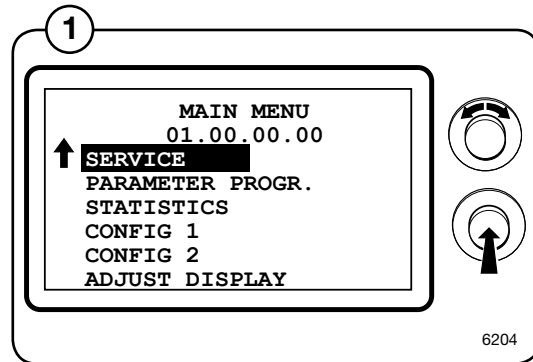 1
MAIN MENU
01.00.00.00
SERVICE
PARAMETER PROGR.
STATISTICS
CONFIG 1
CONFIG 2
ADJUST DISPLAY
6204